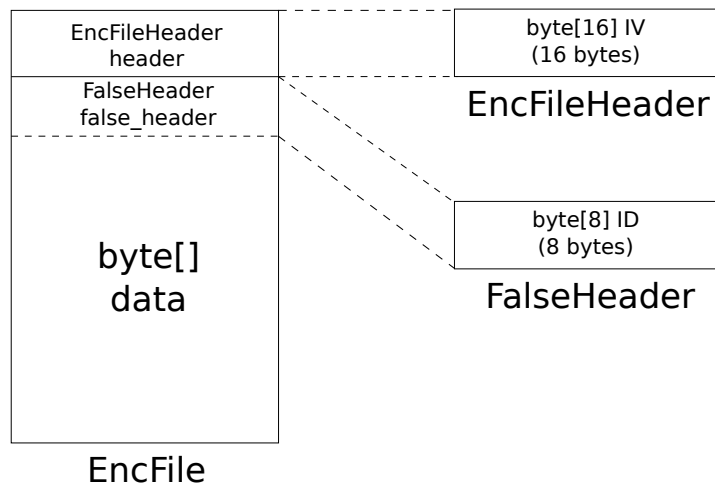 EncFileHeader
header
FalseHeader
false_header
byte[]
data
EncFile
byte[16] IV
(16 bytes)
EncFileHeader
byte[8] ID
(8 bytes)
FalseHeader